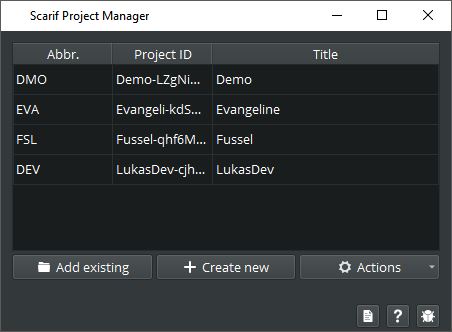 Scarif Project Manager
Abbr. Project ID Title
DMO Demo-LZgNi... Demo
EVA Evangeli-kdS... Evangeline
FSL Fussel-qhf6M... Fussel
DEV LukasDev-cjh... LukasDev
Add existing Create new Actions
?